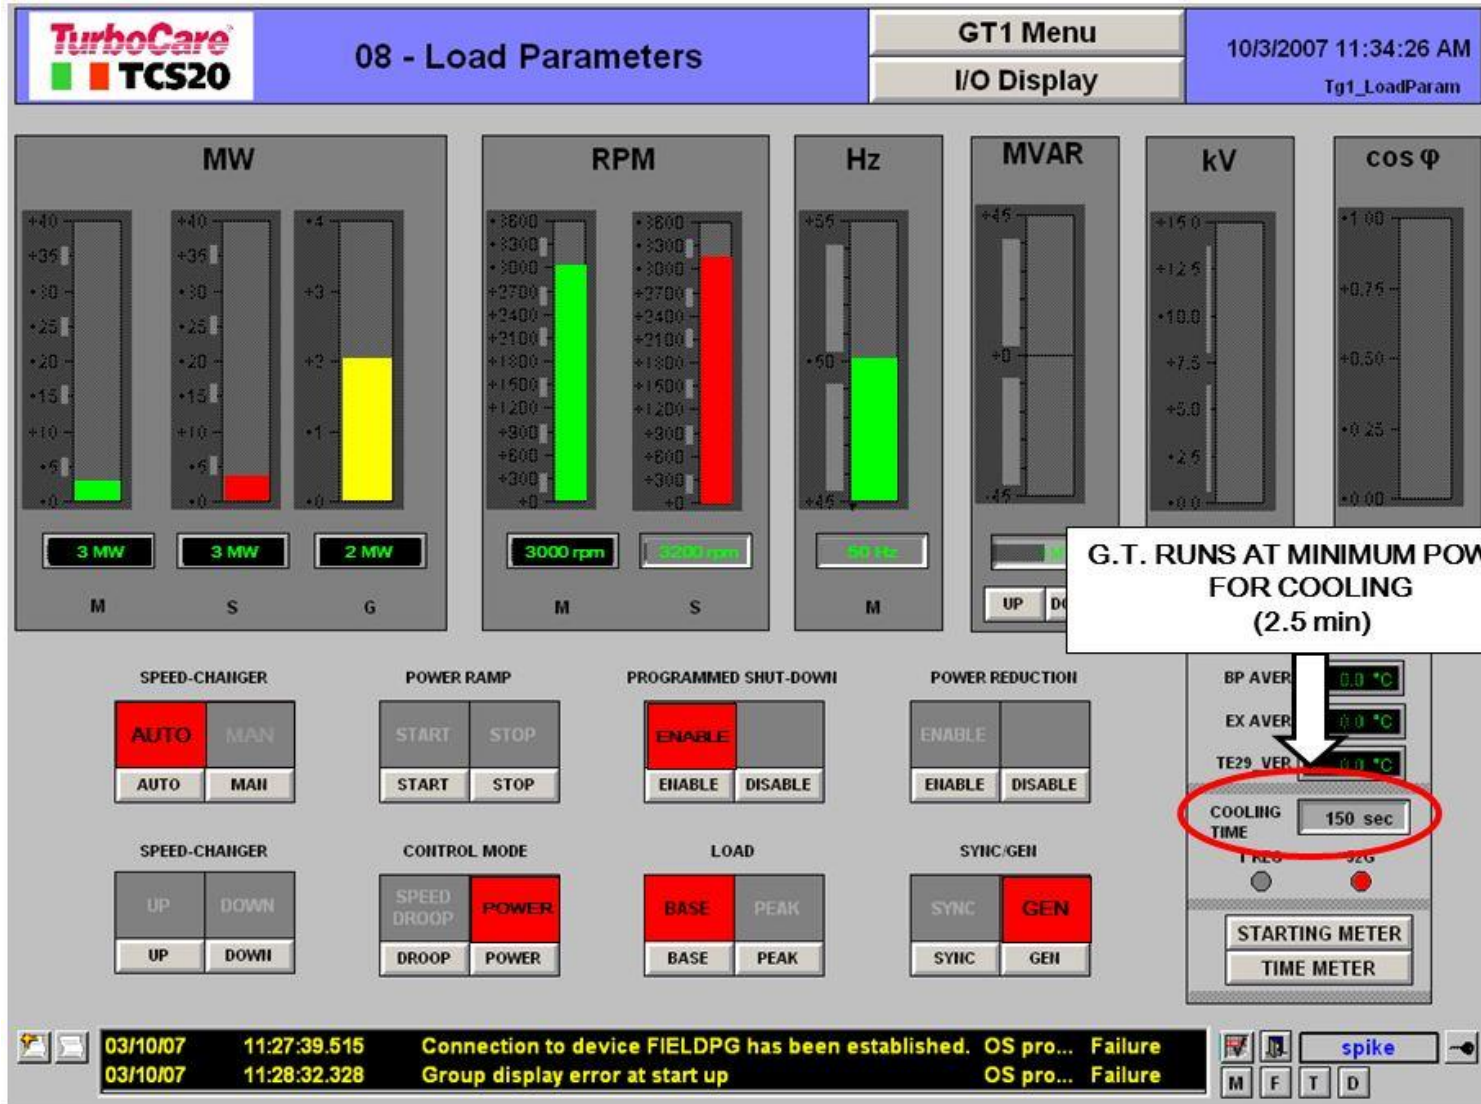 TurboCare
TCS20
08 - Load Parameters
GT1 Menu
I/O Display
10/3/2007 11:34:26 AM
Tg1_LoadParam
MW
RPM
Hz
MVAR
kV
cos φ
3 MW
3 MW
2 MW
3000 rpm
3200 rpm
50 Hz
M
S
G
M
S
M
UP
G.T. RUNS AT MINIMUM
FOR COOLING
(2.5 min)
SPEED-CHANGER
POWER RAMP
PROGRAMMED SHUT-DOWN
POWER REDUCTION
AUTO MAN
START STOP
ENABLE
ENABLE
AUTO MAN
START STOP
ENABLE DISABLE
ENABLE DISABLE
BP AVER 0.0 °C
EX AVER 0.0 °C
TE29_VER 0.0 °C
COOLING TIME
150 sec
52G
SPEED-CHANGER
CONTROL MODE
LOAD
SYNC/GEN
UP DOWN
SPEED DROOP POWER
BASE PEAK
SYNC GEN
UP DOWN
DROOP POWER
BASE PEAK
SYNC GEN
STARTING METER
TIME METER
03/10/07 11:27:39.515 Connection to device FIELDPG has been established. OS pro... Failure
03/10/07 11:28:32.328 Group display error at start up OS pro... Failure
spike
M F T D